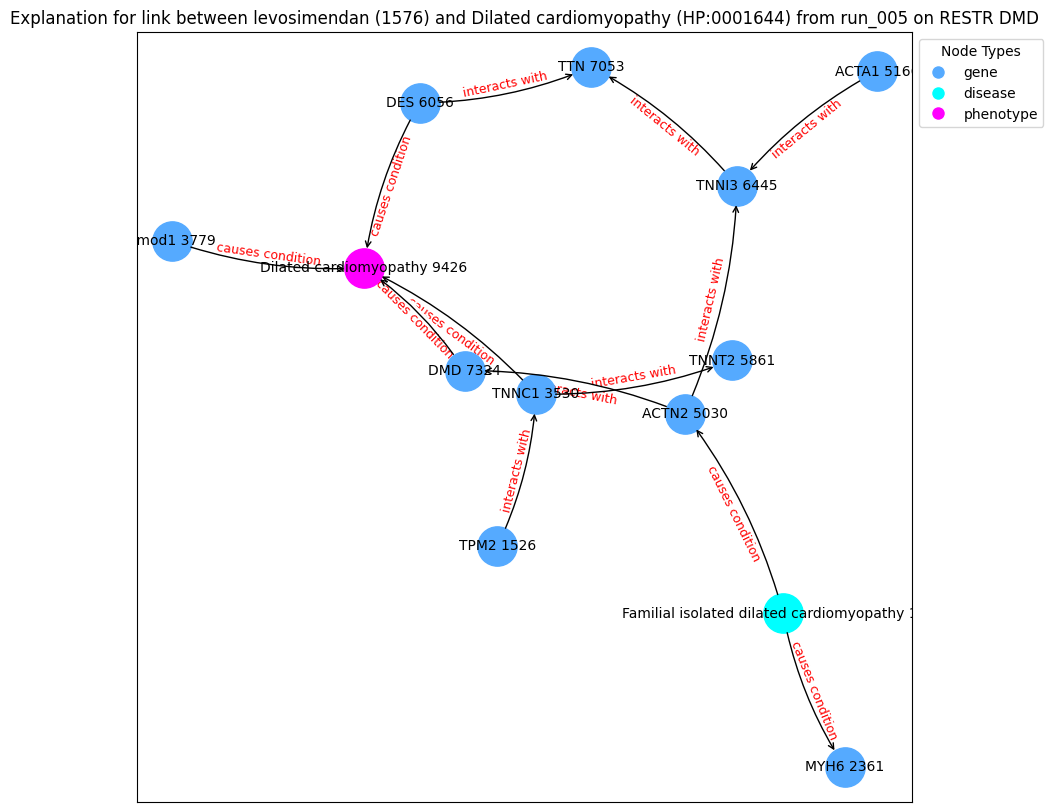 Explanation for link between levosimendan (1576) and Dilated cardiomyopathy (HP:0001644) from run_005 on RESTR DMD
Node Types
gene
disease
phenotype
TTN 7053
ACTA1 516
interacts with
DES 6056
interacts with
interacts with
causes condition
TNNI3 6445
mod1 3779
causes condition
Dilated cardiomyopathy 9426
interacts with
causes condition
causes condition
DMD 7324
TNNT2 5861
interacts with
TNNC1 3530
with
ACTN2 5030
interacts with
causes condition
TPM2 1526
Familial isolated dilated cardiomyopathy
causes condition
MYH6 2361